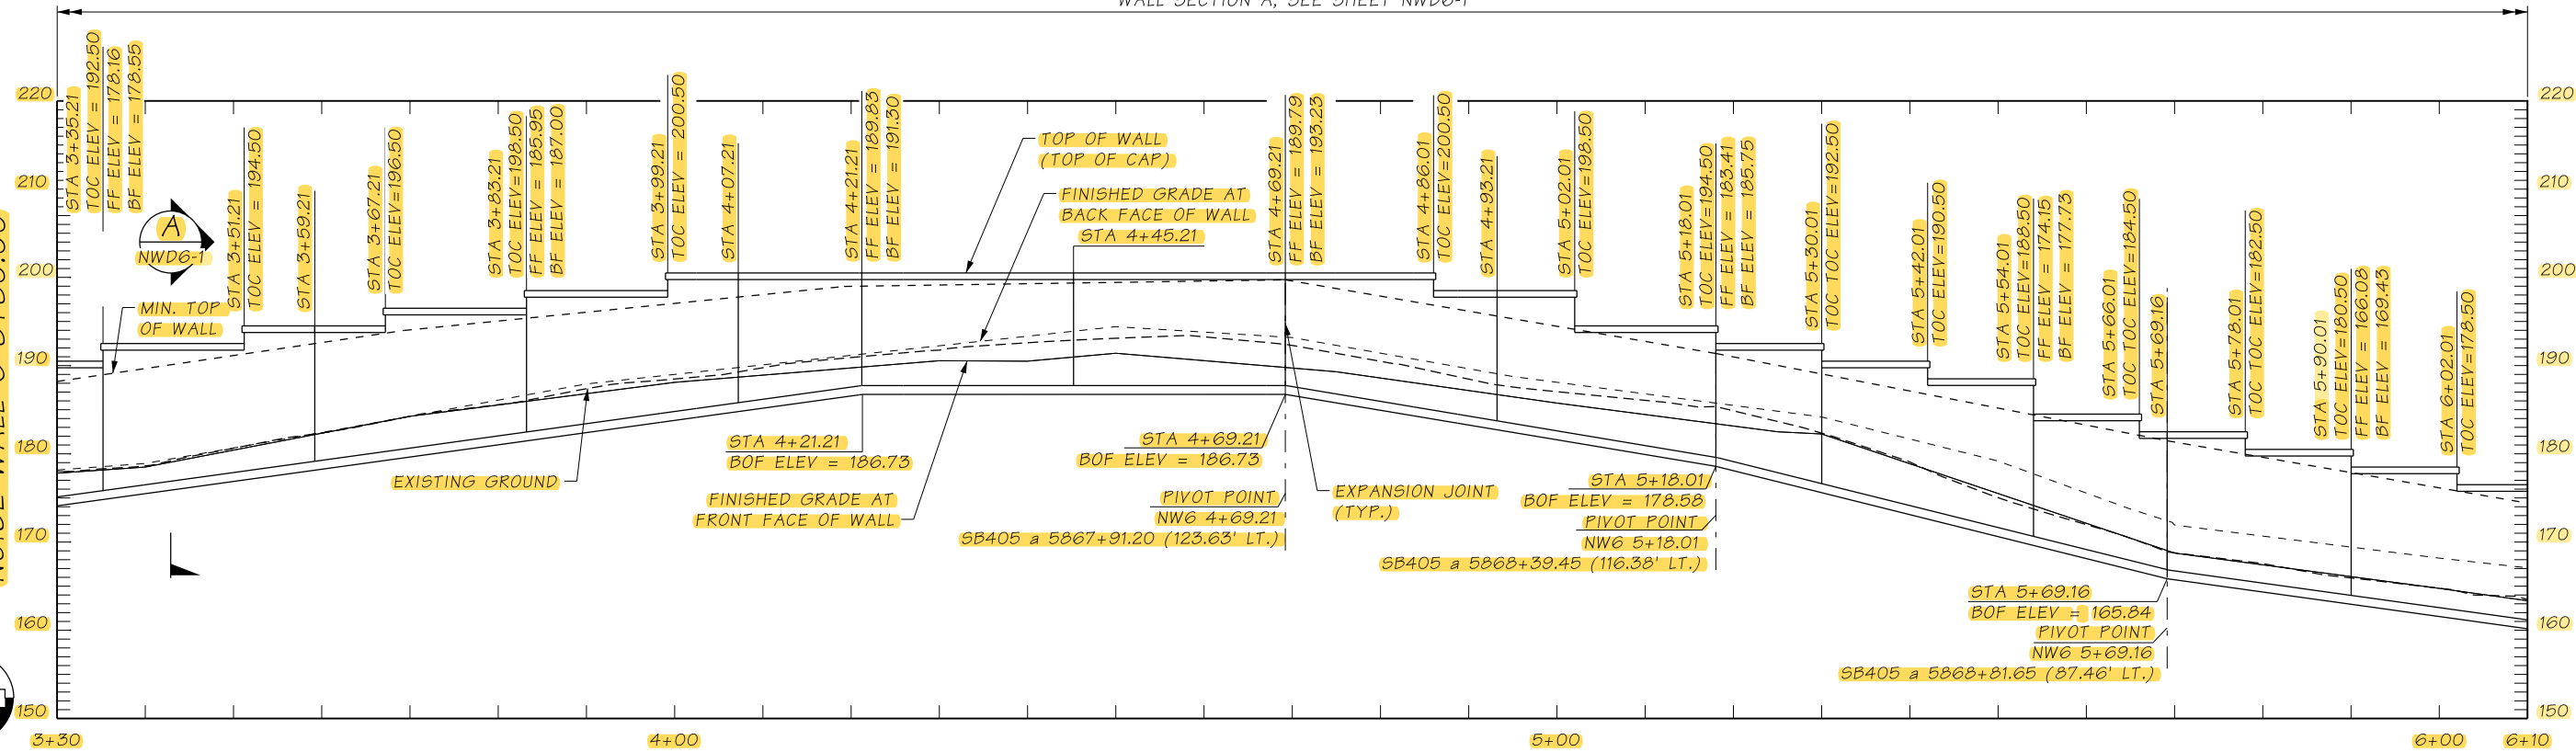 WALL SECTION A, SEE SHEET NWD6-1
220
210
200
190
180
170
160
150
STA 3+35.21
TOC ELEV = 192.50
FF ELEV = 178.16
BF ELEV = 178.55
A
NWD6-1
MIN. TOP
OF WALL
STA 3+51.21
TOC ELEV = 194.50
STA 3+59.21
STA 3+67.21
TOC ELEV=196.50
STA 3+83.21
TOC ELEV=198.50
FF ELEV = 185.95
BF ELEV = 187.00
STA 3+99.21
TOC ELEV = 200.50
STA 4+07.21
STA 4+21.21
FF ELEV = 189.83
BF ELEV = 191.30
TOP OF WALL
(TOP OF CAP)
FINISHED GRADE AT
BACK FACE OF WALL
STA 4+45.21
STA 4+69.21
FF ELEV = 189.79
BF ELEV = 193.23
STA 4+86.01
TOC ELEV=200.50
STA 4+93.21
STA 5+02.01
TOC ELEV=198.50
STA 5+18.01
TOC ELEV=194.50
FF ELEV = 183.41
BF ELEV = 185.75
STA 5+30.01
TOC TOC ELEV=192.50
STA 5+42.01
TOC ELEV=190.50
STA 5+54.01
TOC ELEV=188.50
FF ELEV = 174.15
BF ELEV = 177.73
STA 5+66.01
TOC TOC ELEV=184.50
STA 5+69.16
STA 5+78.01
TOC TOC ELEV=182.50
STA 5+90.01
TOC ELEV=180.50
FF ELEV = 166.08
BF ELEV = 169.43
STA 6+02.01
TOC ELEV=178.50
EXISTING GROUND
STA 4+21.21
BOF ELEV = 186.73
FINISHED GRADE AT
FRONT FACE OF WALL
STA 4+69.21
BOF ELEV = 186.73
PIVOT POINT
NW6 4+69.21
SB405 a 5867+91.20 (123.63' LT.)
EXPANSION JOINT
(TYP.)
STA 5+18.01
BOF ELEV = 178.58
PIVOT POINT
NW6 5+18.01
SB405 a 5868+39.45 (116.38' LT.)
STA 5+69.16
BOF ELEV = 165.84
PIVOT POINT
NW6 5+69.16
SB405 a 5868+81.65 (87.46' LT.)
220
210
200
190
180
170
160
150
3+30
4+00
5+00
6+00
6+10